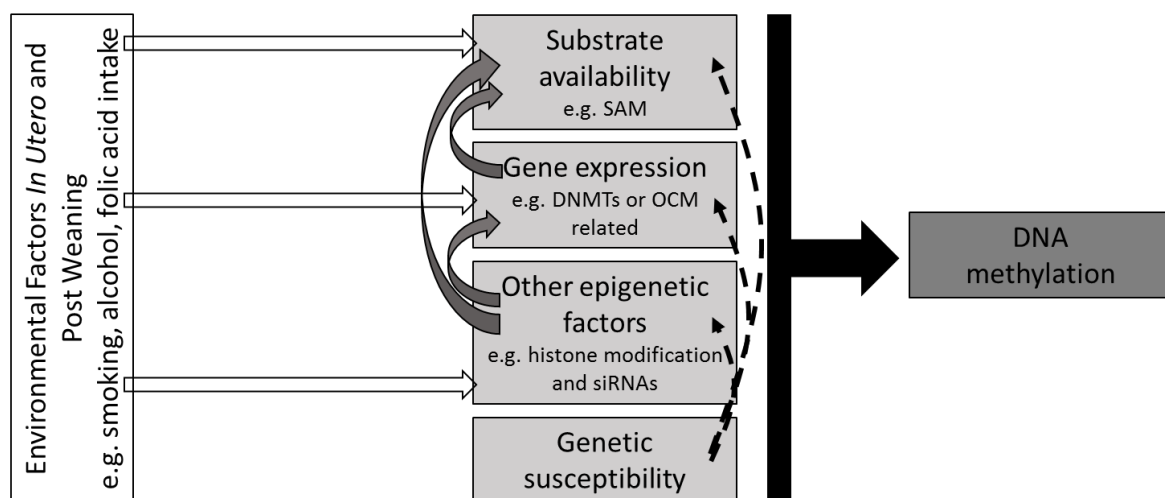 Environmental Factors In Utero and
Post Weaning
e.g. smoking, alcohol, folic acid intake
Substrate
availability
e.g. SAM
Gene expression
e.g. DNMTs or OCM
related
Other epigenetic
factors
e.g. histone modification
and siRNAs
Genetic
susceptibility
DNA
methylation